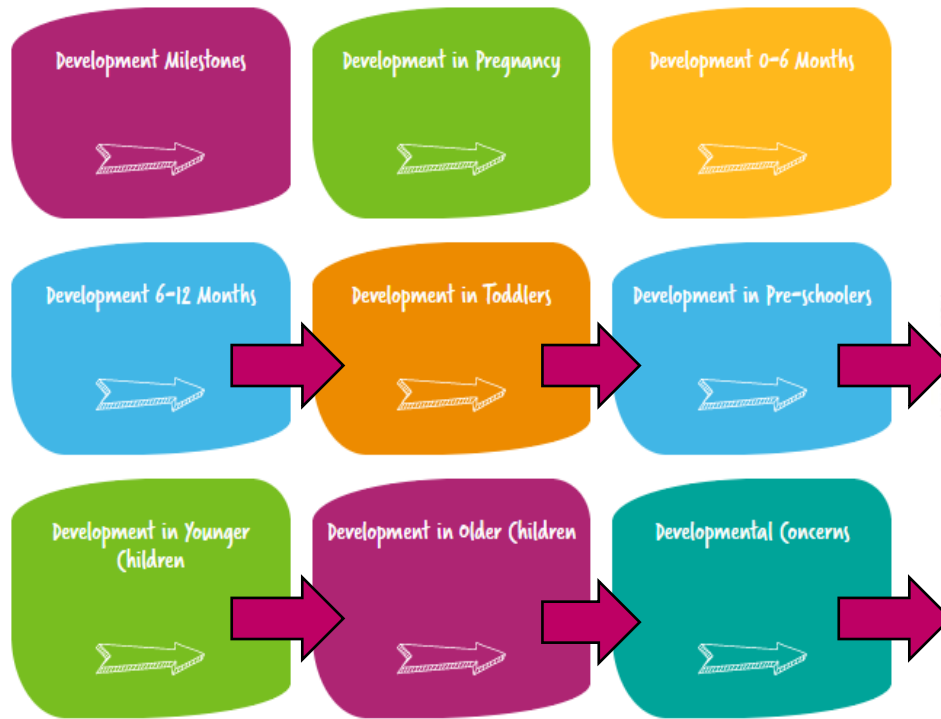 Development Milestones
Development in Pregnancy
Development 0-6 Months
Development 6-12 Months
Development in Toddlers
Development in Pre-schoolers
Development in Younger
Children
Development in Older Children
Developmental Concerns